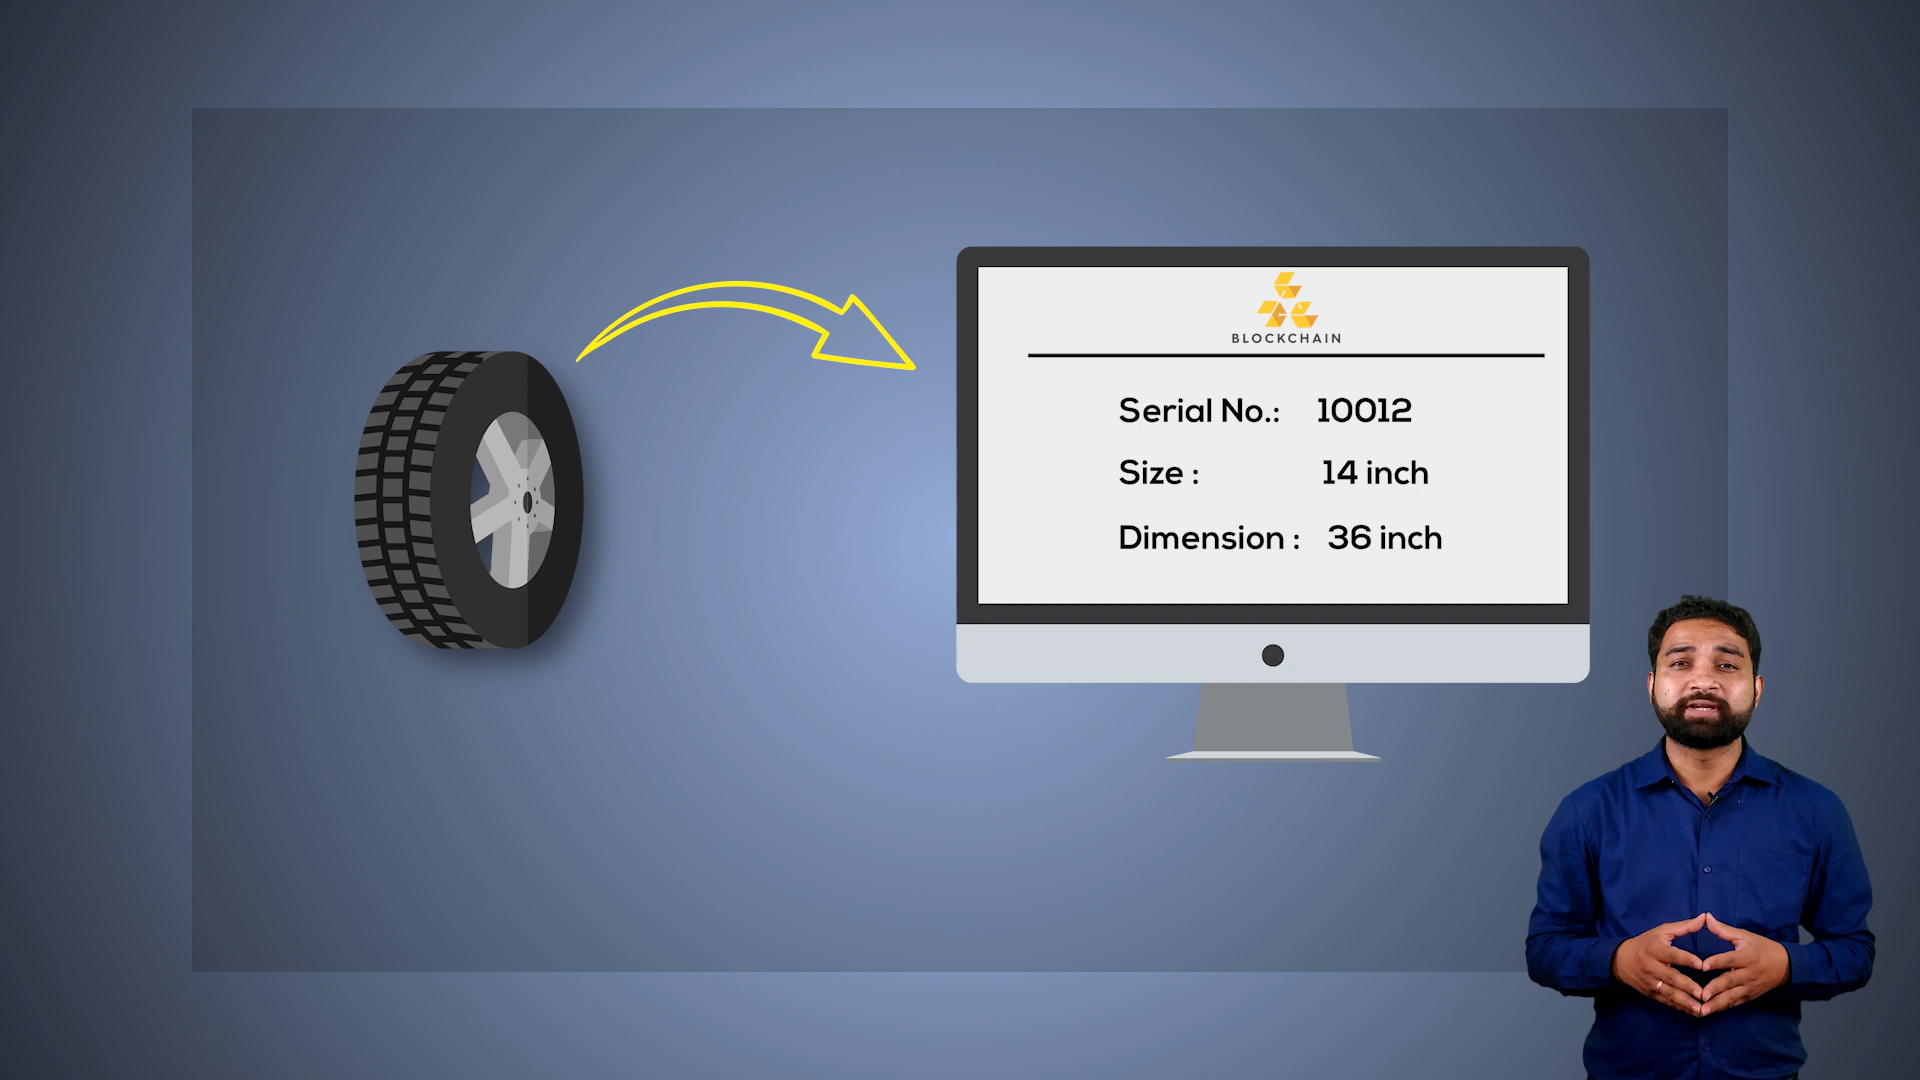 BLOCKCHAIN
Serial No.: 10012
Size : 14 inch
Dimension : 36 inch